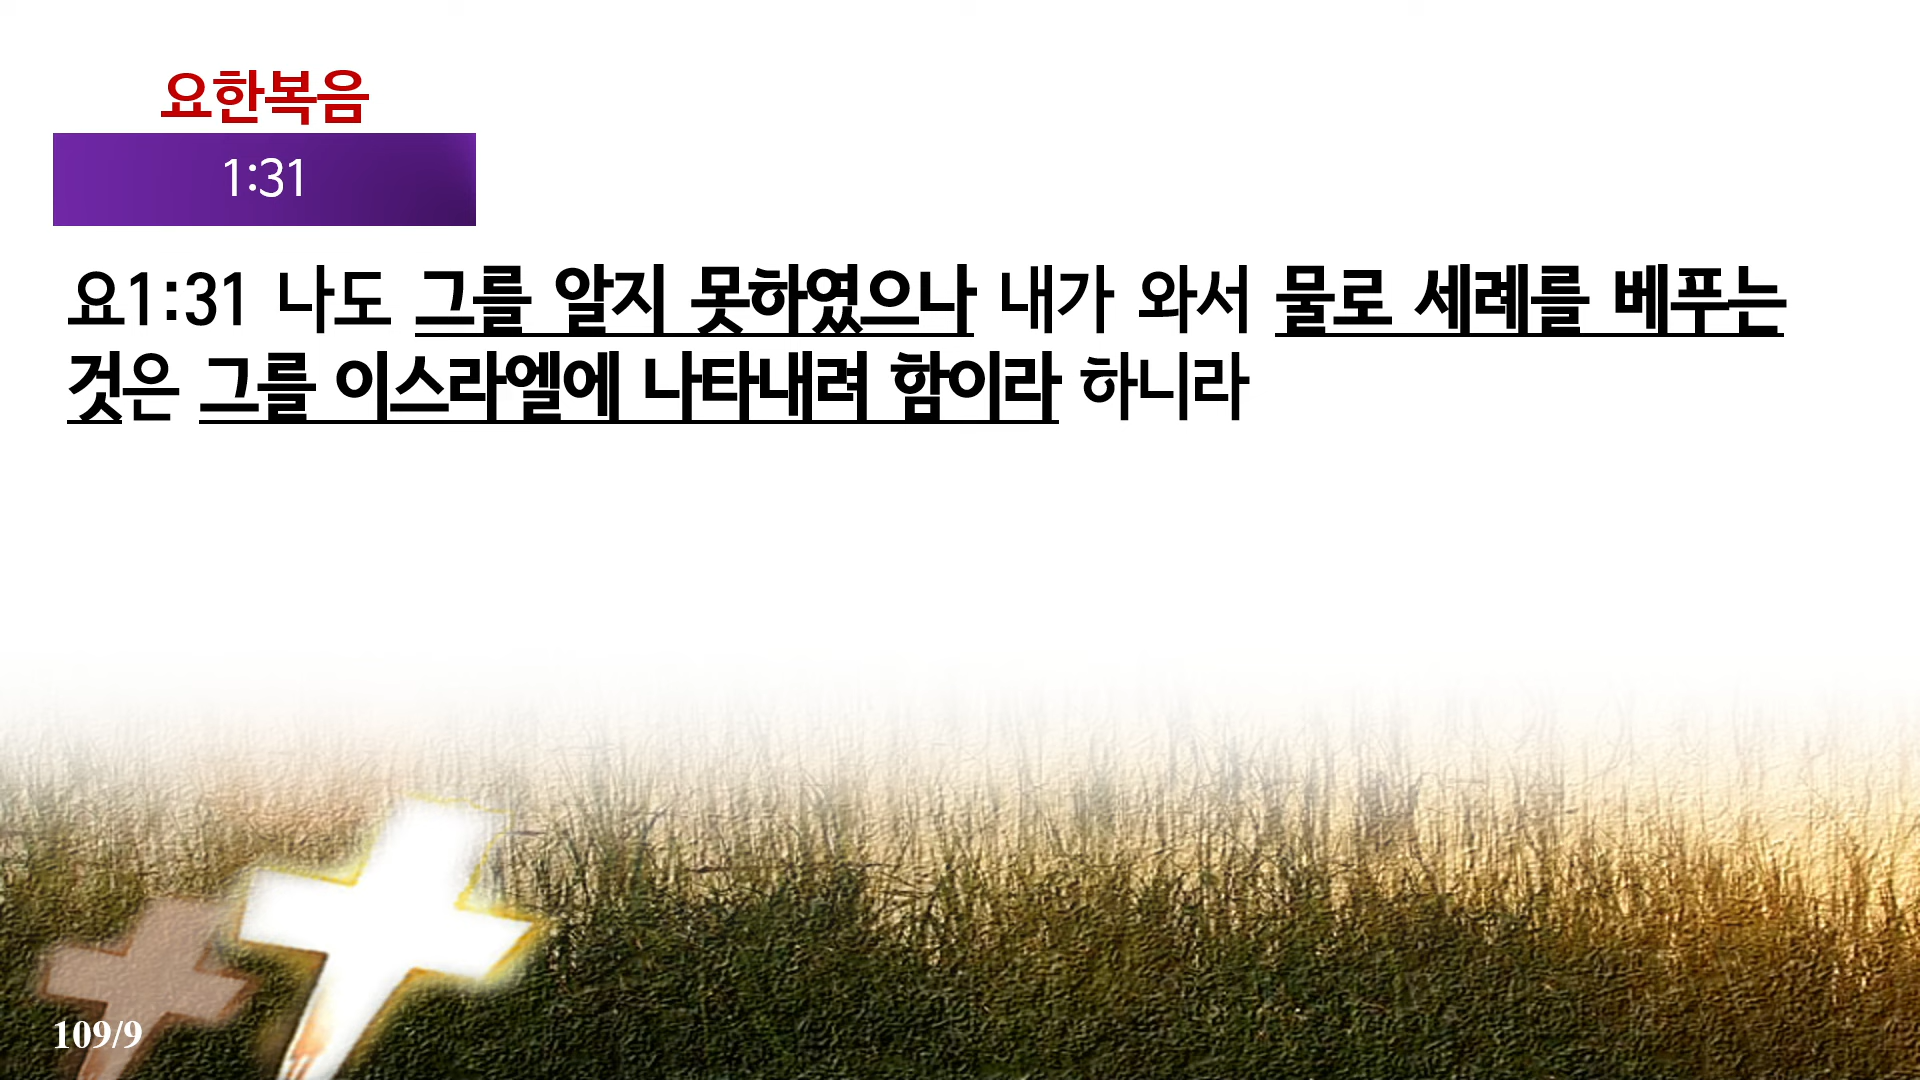 요한복음
1:31
요1:31 나도 그를 알지 못하였으나 내가 와서 물로 세례를 베푸는
것은 그를 이스라엘에 나타내려 함이라 하니라
109/9